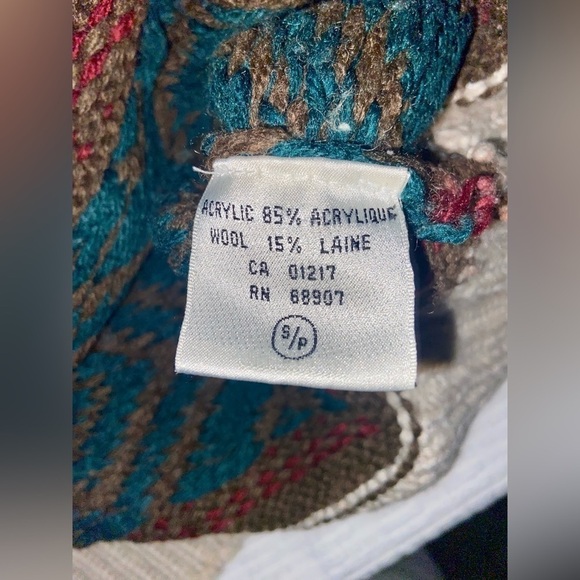 ACRYLIC 85% ACRYLIQUE
WOOL 15% LAINE
CA 01217
RN 68907
S/P